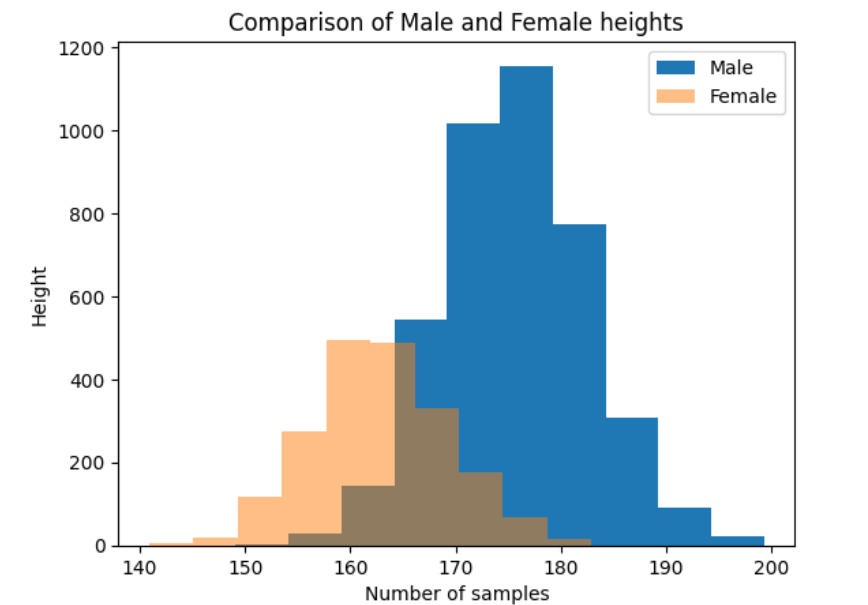 Comparison of Male and Female heights
Male
Female
Height
1200
1000
800
600
400
200
0
140 150 160 170 180 190 200
Number of samples